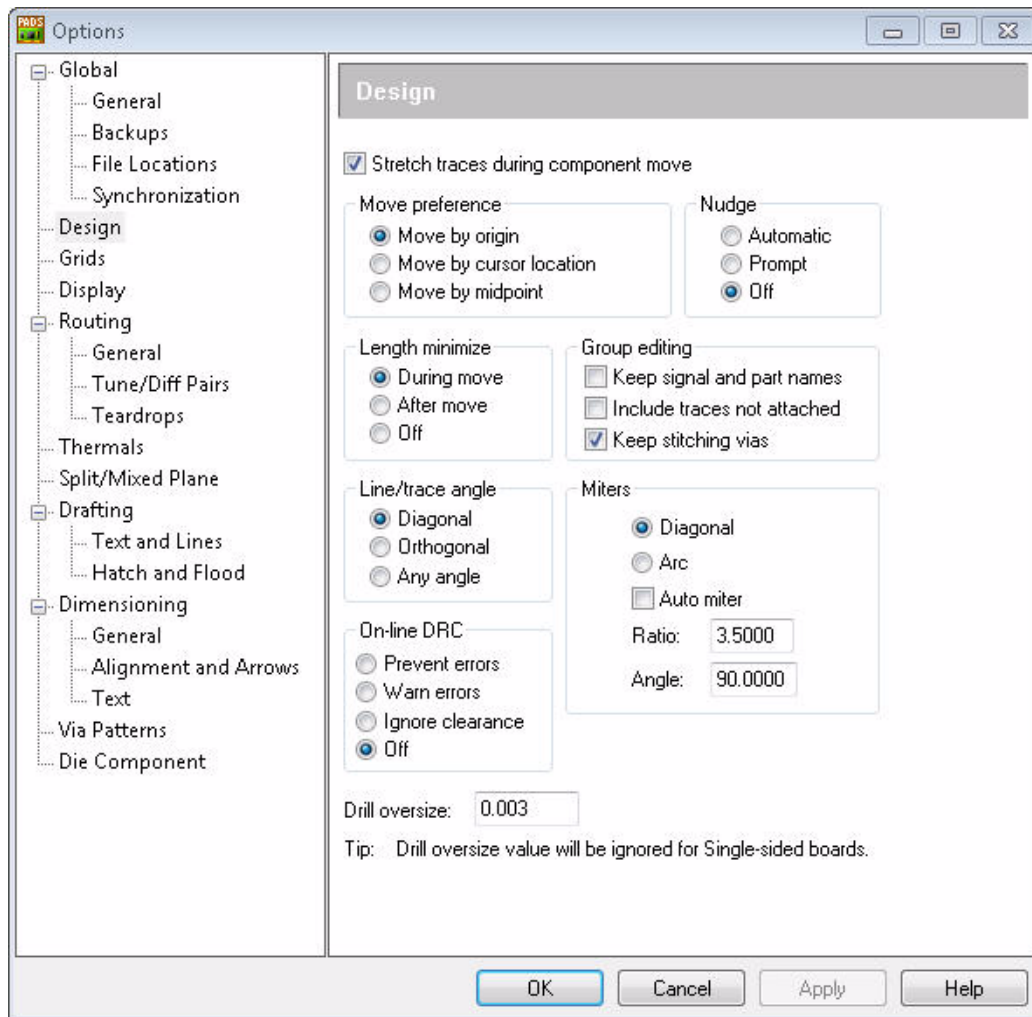 PADS
Options
Global
General
Backups
File Locations
Synchronization
Design
Grids
Display
Routing
General
Tune/Diff Pairs
Teardrops
Thermals
Split/Mixed Plane
Drafting
Text and Lines
Hatch and Flood
Dimensioning
General
Alignment and Arrows
Text
Via Patterns
Die Component
Design
Stretch traces during component move
Move preference
Move by origin
Move by cursor location
Move by midpoint
Nudge
Automatic
Prompt
Off
Length minimize
During move
After move
Off
Group editing
Keep signal and part names
Include traces not attached
Keep stitching vias
Line/trace angle
Diagonal
Orthogonal
Any angle
Miters
Diagonal
Arc
Auto miter
Ratio: 3.5000
Angle: 90.0000
On-line DRC
Prevent errors
Warn errors
Ignore clearance
Off
Drill oversize: 0.003
Tip: Drill oversize value will be ignored for Single-sided boards.
OK
Cancel
Apply
Help